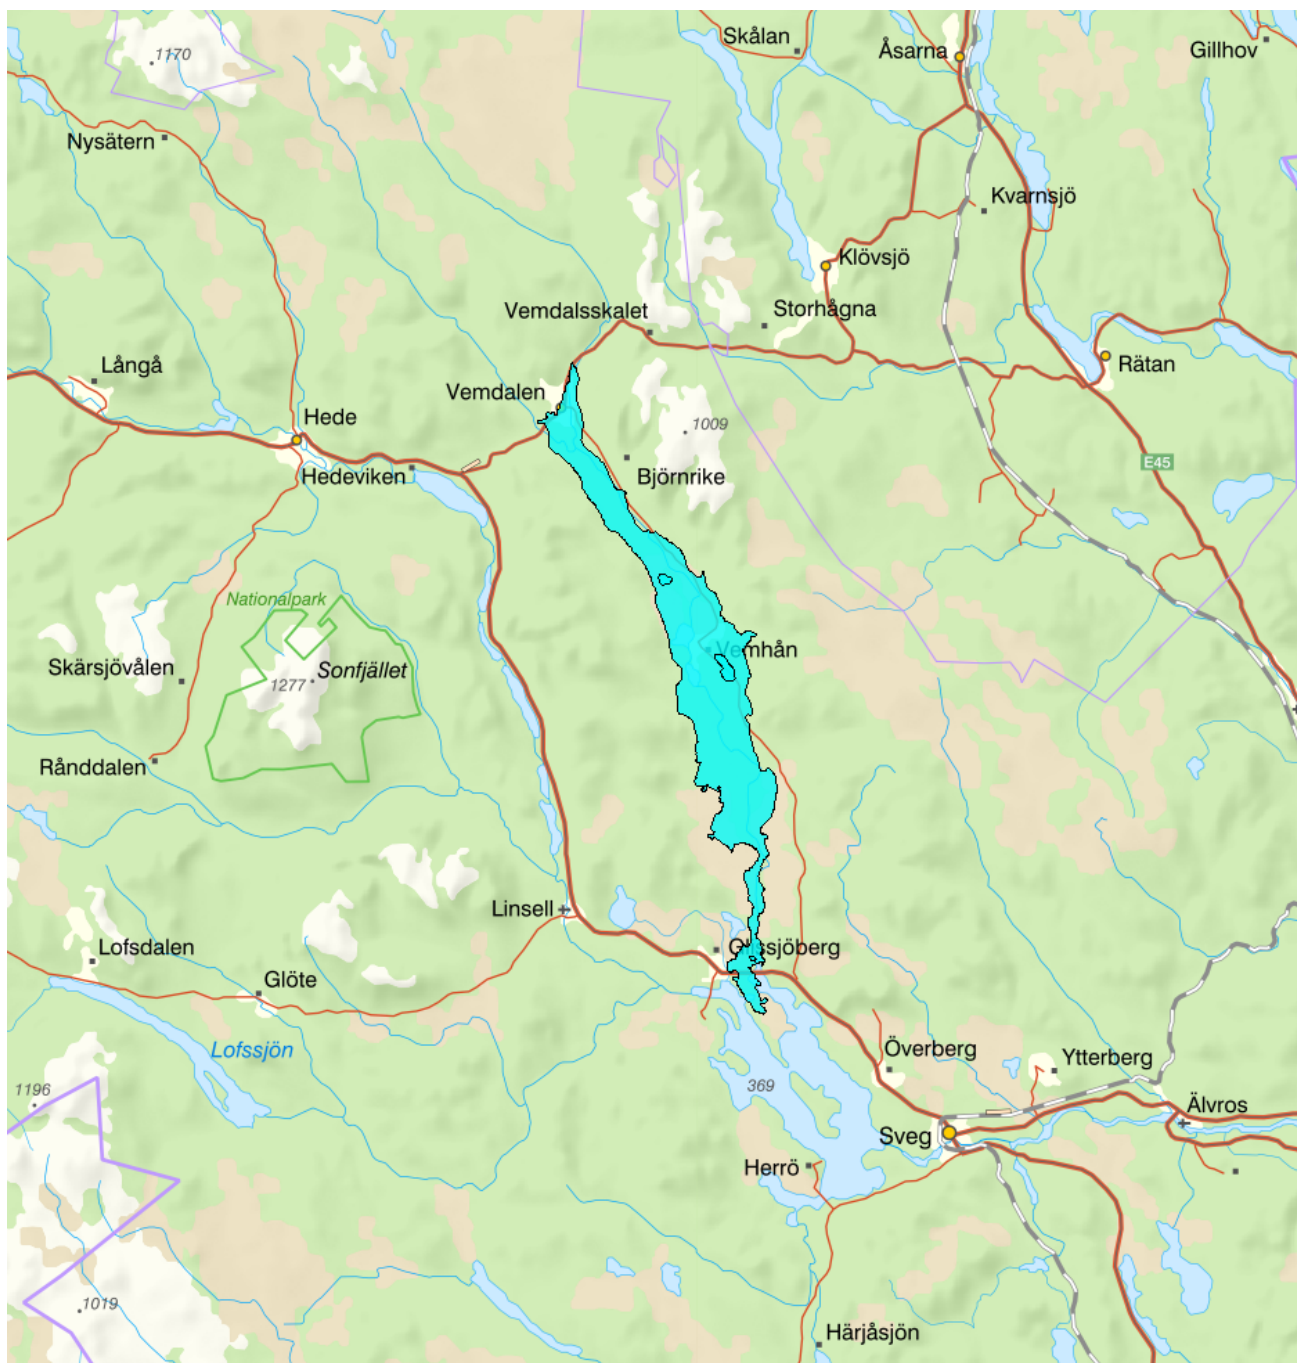 Skålan
Åsarna
Gillhov
1170
Nysätern
Kvarnsjö
Klövsjö
Vemdalsskalet
Storhågna
Långå
Rätan
Vemdalen
Hede
1009
E45
Hedeviken
Björnrike
Nationalpark
Vemhån
Skärsjövålen
Sonfjället
1277
Rånddalen
Linsell
Lofsdalen
Glöte
Lofssjön
Överberg
Ytterberg
1196
369
Älvros
Sveg
Herrö
1019
Härjåsjön